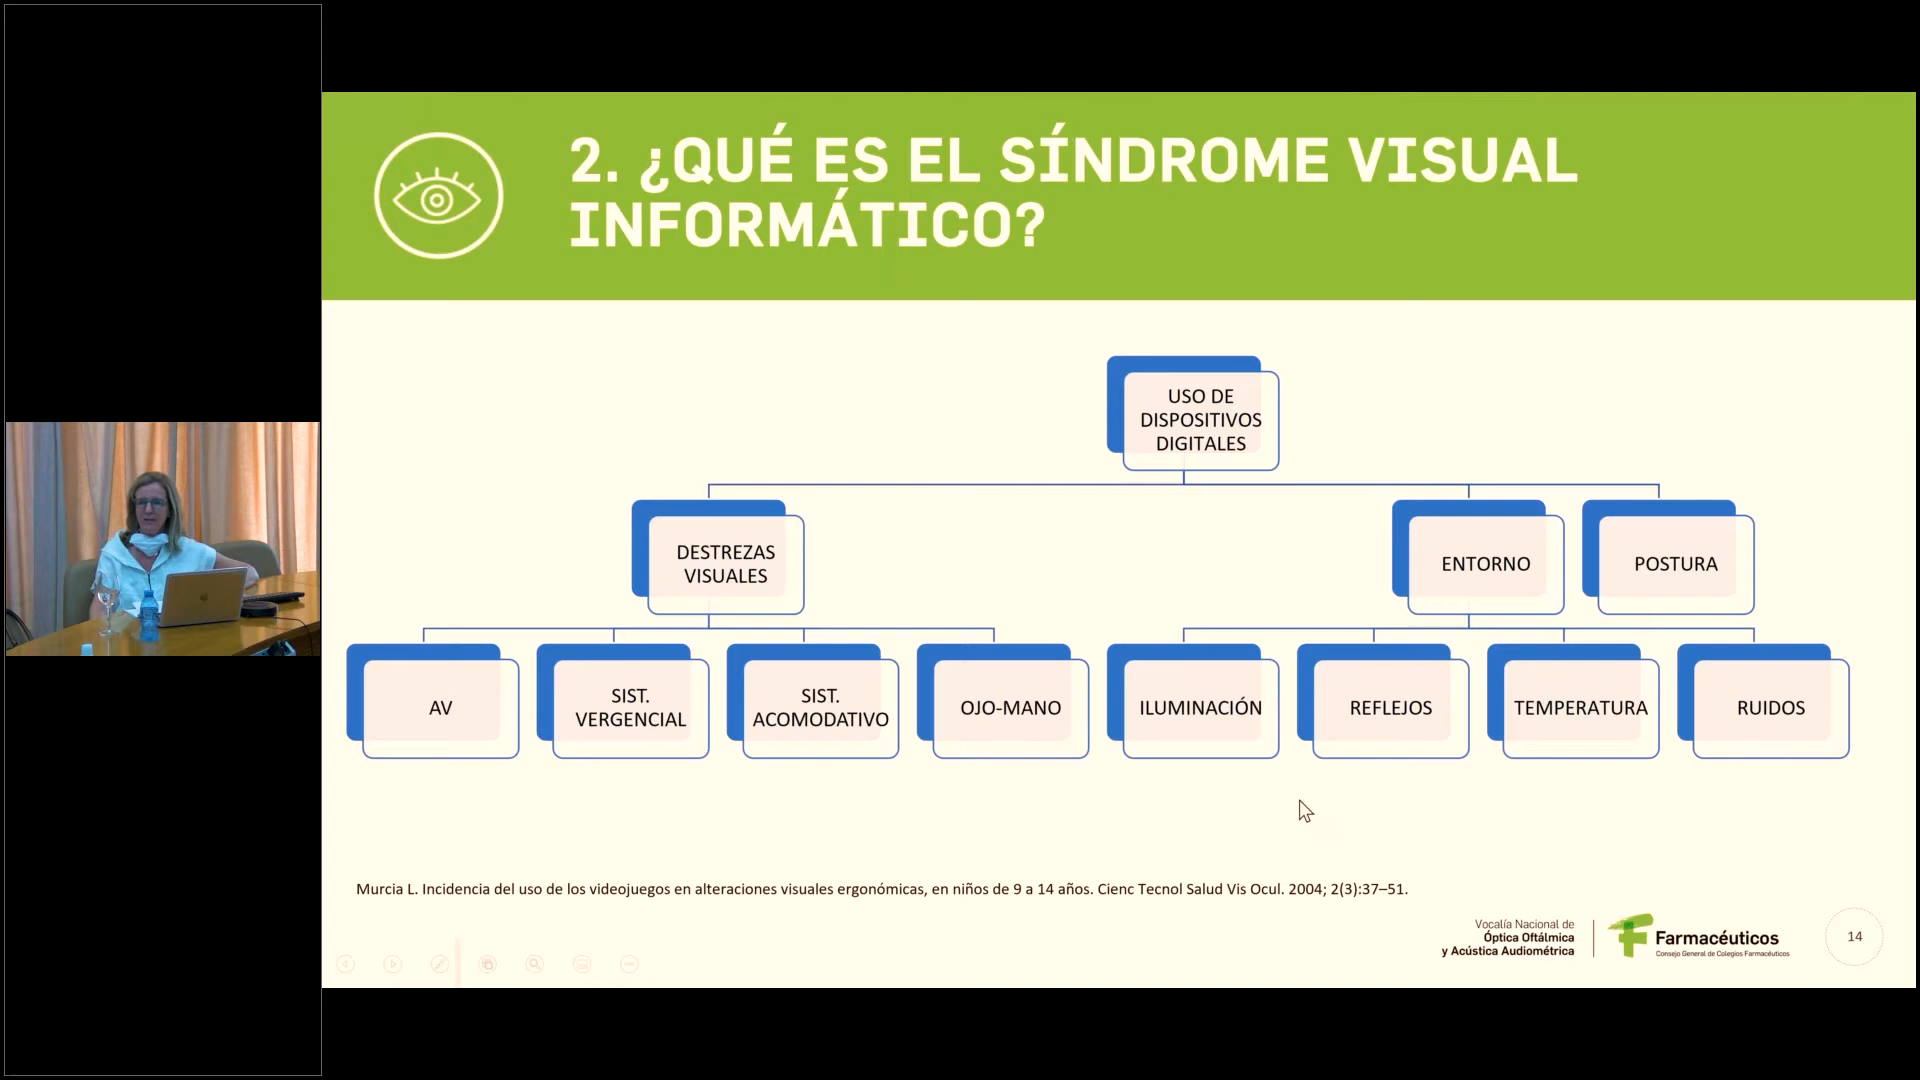 2. ¿QUÉ ES EL SÍNDROME VISUAL
INFORMÁTICO?
USO DE
DISPOSITIVOS
DIGITALES
DESTREZAS
VISUALES
ENTORNO
POSTURA
AV
SIST.
VERGENCIAL
SIST.
ACOMODATIVO
OJO-MANO
ILUMINACIÓN
REFLEJOS
TEMPERATURA
RUIDOS
Murcia L. Incidencia del uso de los videojuegos en alteraciones visuales ergonómicas, en niños de 9 a 14 años. Cienc Tecnol Salud Vis Ocul. 2004; 2(3):37–51.
Vocalía Nacional de
Óptica Oftálmica
y Acústica Audiométrica
Farmacéuticos
Consejo General de Colegios Farmacéuticos
14